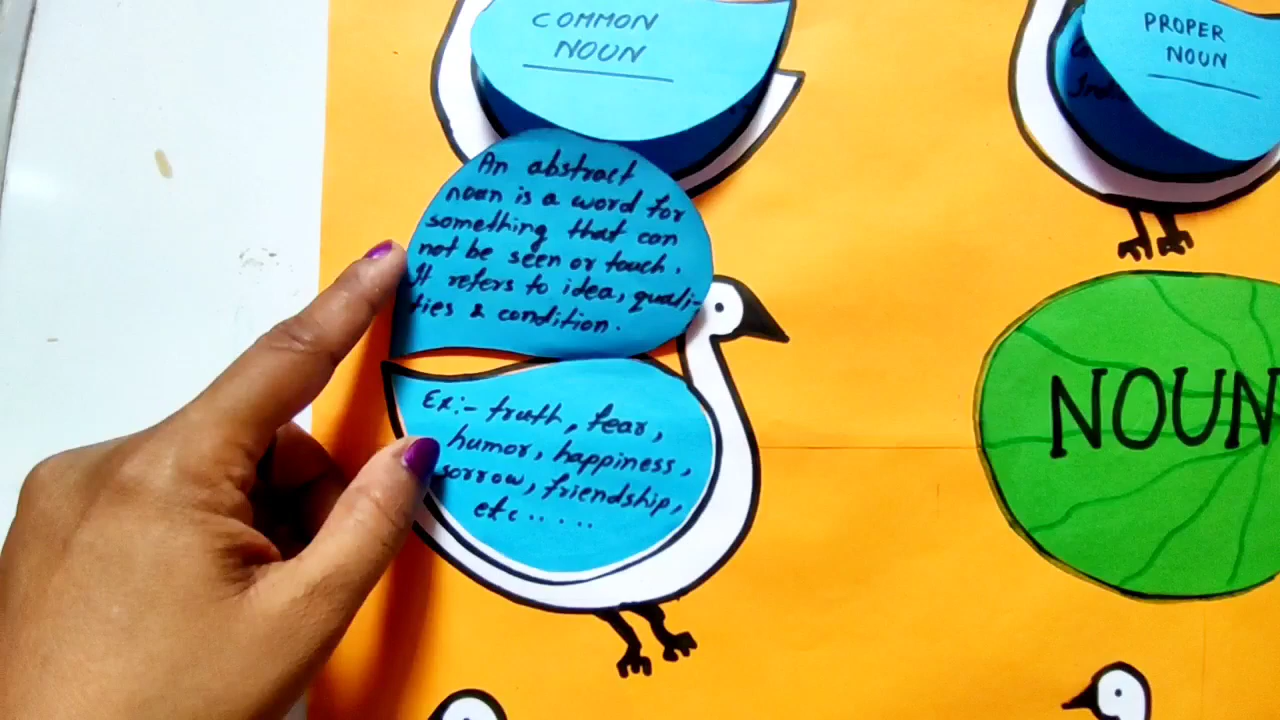 COMMON
NOUN
PROPER
NOUN
An abstract
noun is a word for
something that can
not be seen or touch.
It refers to idea, quali-
ties & condition.
Ex:- truth, fear,
humor, happiness,
sorrow, friendship,
etc.....
NOUN